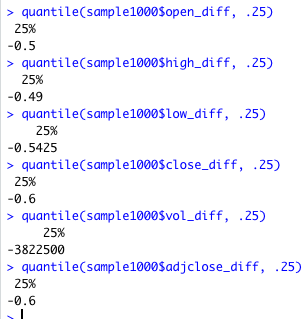 > quantile(sample1000$open_diff, .25)
25%
-0.5
> quantile(sample1000$high_diff, .25)
25%
-0.49
> quantile(sample1000$low_diff, .25)
25%
-0.5425
> quantile(sample1000$close_diff, .25)
25%
-0.6
> quantile(sample1000$vol_diff, .25)
25%
-3822500
> quantile(sample1000$adjclose_diff, .25)
25%
-0.6
>